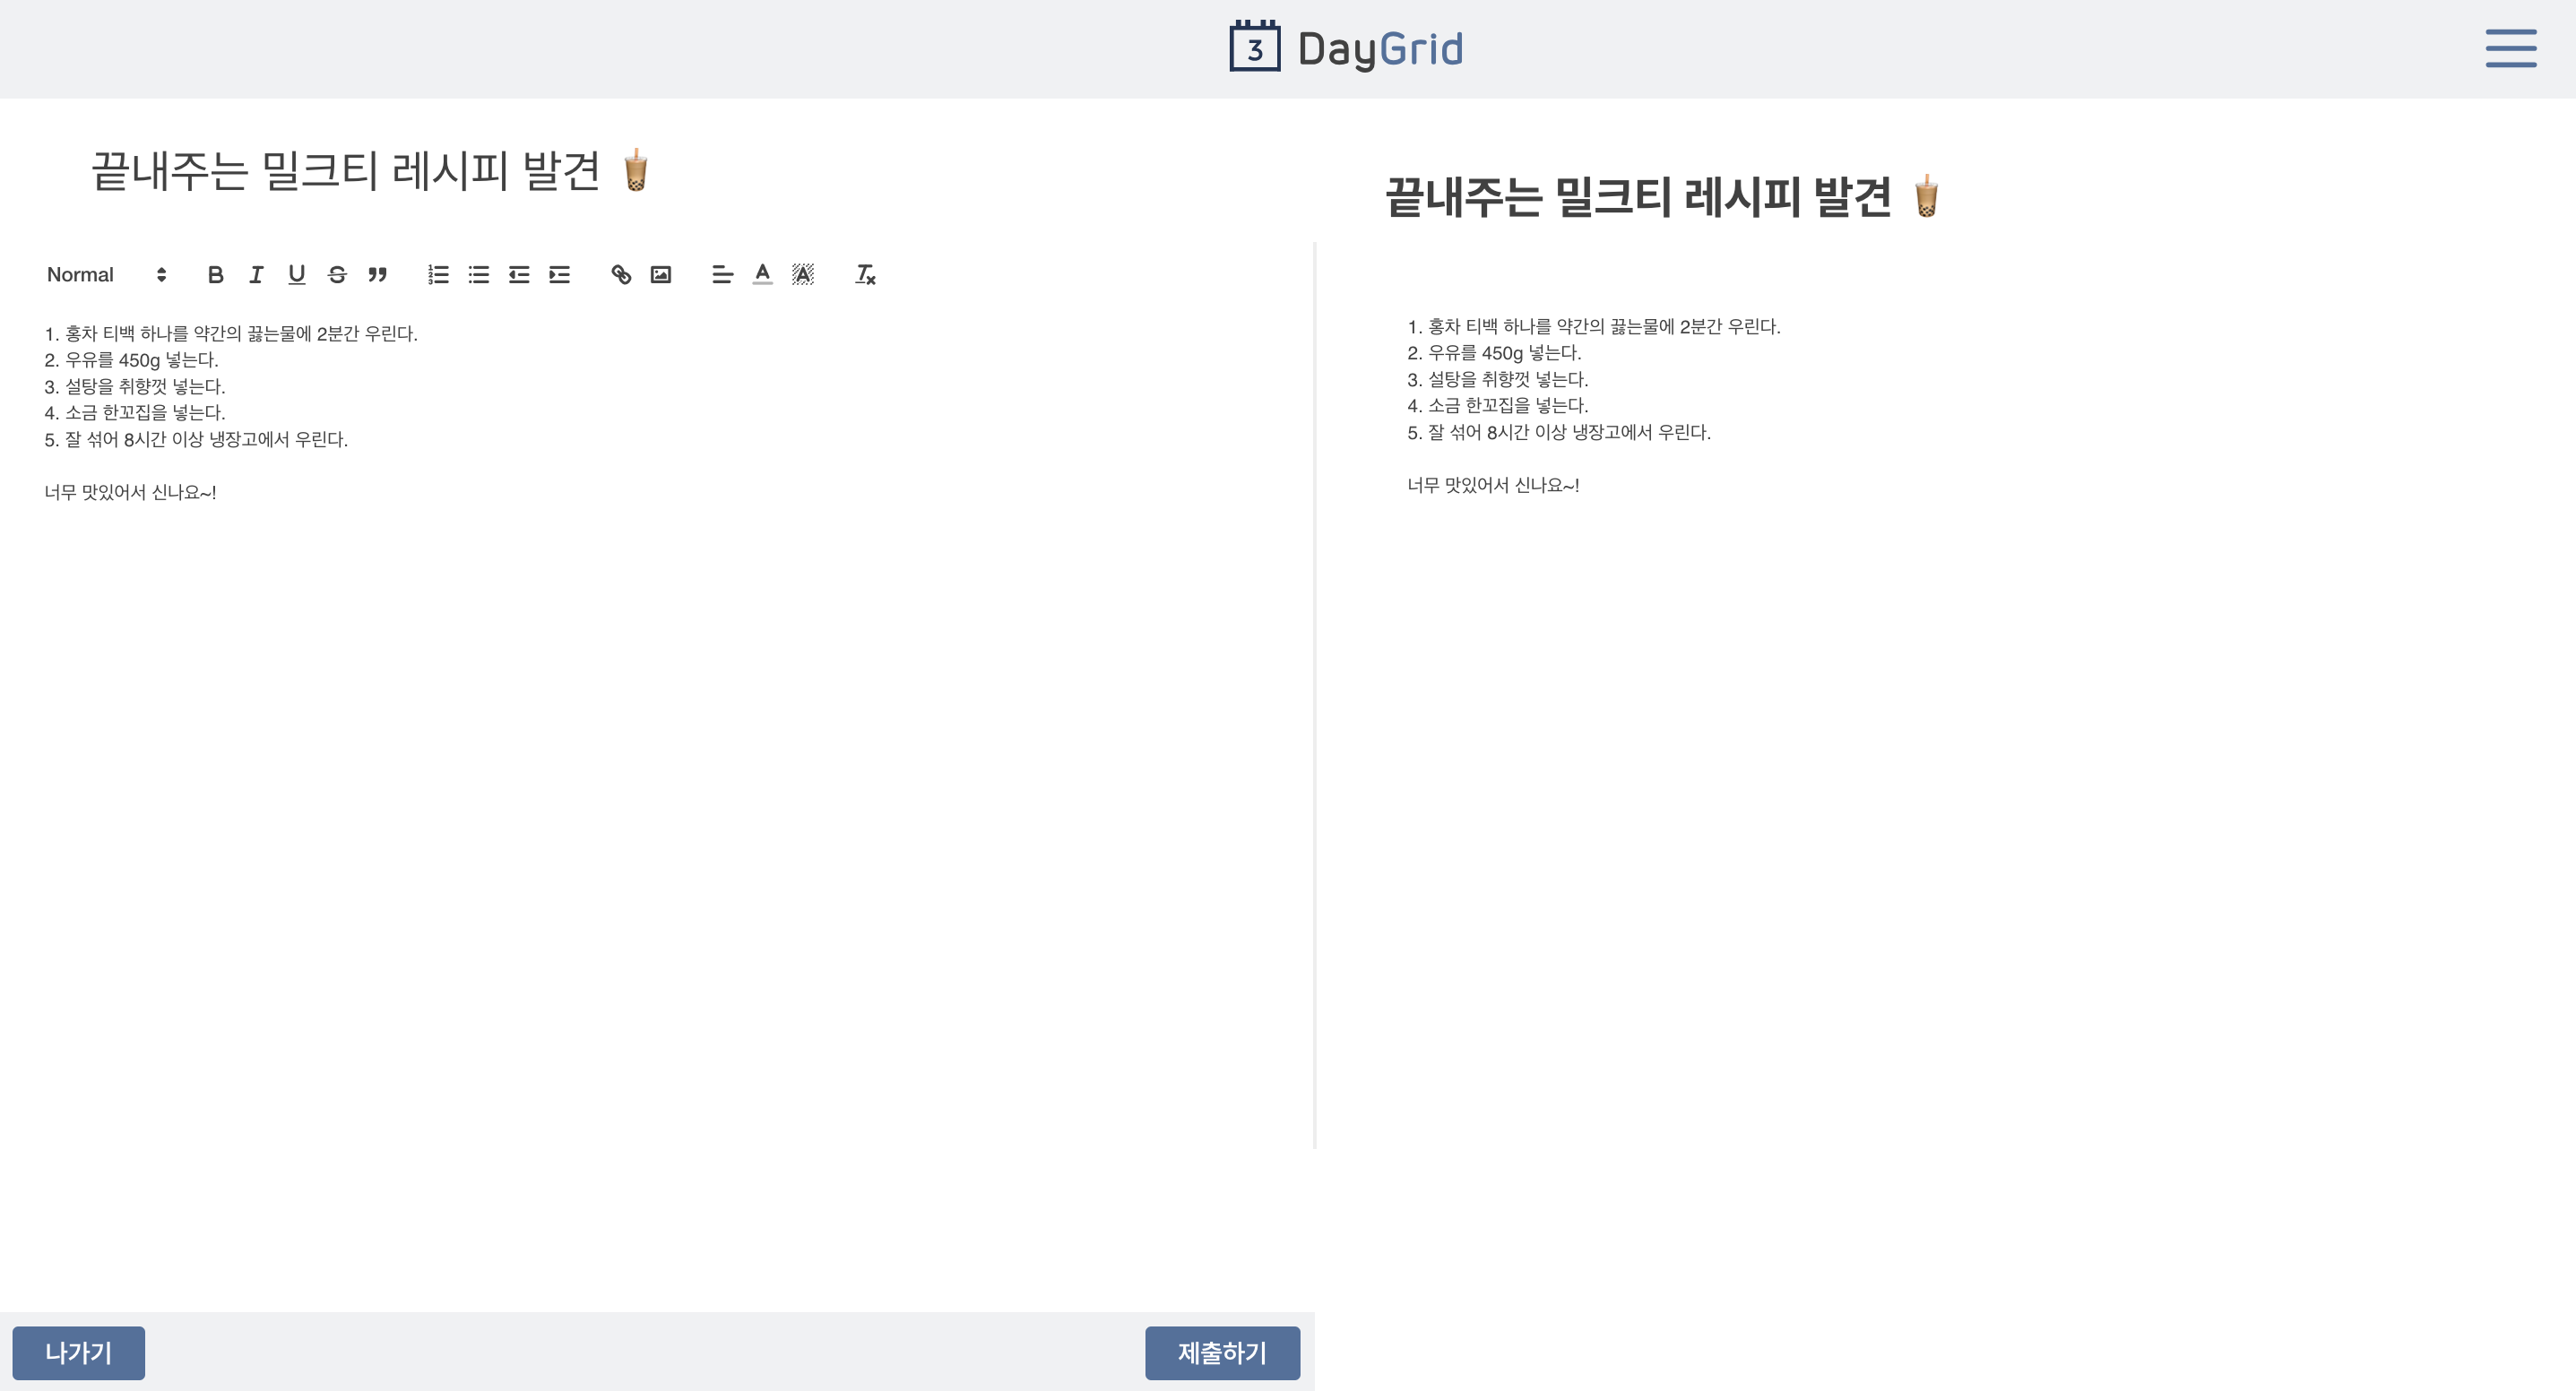 3 DayGrid
끝내주는 밀크티 레시피 발견 🧋
Normal
1. 홍차 티백 하나를 약간의 끓는물에 2분간 우린다.
2. 우유를 450g 넣는다.
3. 설탕을 취향껏 넣는다.
4. 소금 한꼬집을 넣는다.
5. 잘 섞어 8시간 이상 냉장고에서 우린다.
너무 맛있어서 신나요~!
끝내주는 밀크티 레시피 발견 🧋
1. 홍차 티백 하나를 약간의 끓는물에 2분간 우린다.
2. 우유를 450g 넣는다.
3. 설탕을 취향껏 넣는다.
4. 소금 한꼬집을 넣는다.
5. 잘 섞어 8시간 이상 냉장고에서 우린다.
너무 맛있어서 신나요~!
나가기
제출하기